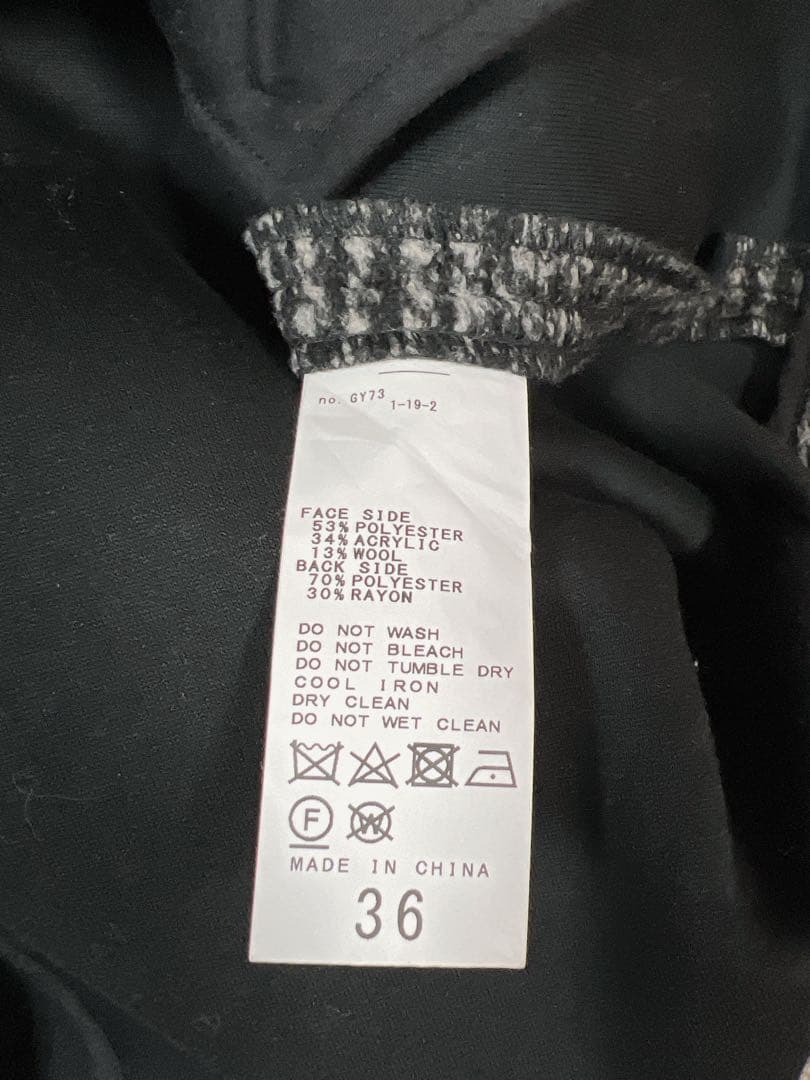 no. GY73 1-19-2
FACE SIDE
53% POLYESTER
34% ACRYLIC
13% WOOL
BACK SIDE
70% POLYESTER
30% RAYON
DO NOT WASH
DO NOT BLEACH
DO NOT TUMBLE DRY
COOL IRON
DRY CLEAN
DO NOT WET CLEAN
F W
MADE IN CHINA
36